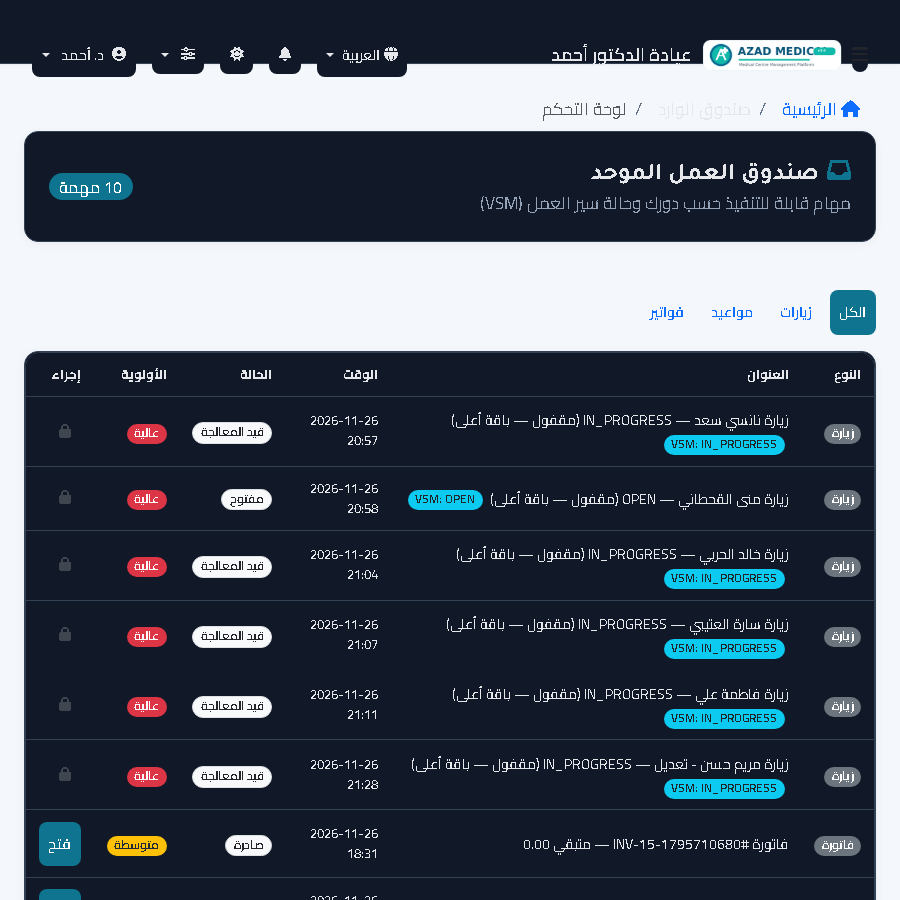 AZAD MEDIC
Medical Centre Management Platform
عيادة الدكتور أحمد
العربية
د. أحمد
الرئيسية / صندوق الوارد / لوحة التحكم
صندوق العمل الموحد
مهام قابلة للتنفيذ حسب دورك وحالة سير العمل (VSM)
10 مهمة
الكل
زيارات
مواعيد
فواتير
النوع العنوان الوقت الحالة الأولوية إجراء
زيارة زيارة نانسي سعد — IN_PROGRESS (مقفول — باقة أعلى) VSM: IN_PROGRESS 2026-11-26 20:57 قيد المعالجة عالية
زيارة زيارة منى القحطاني — OPEN (مقفول — باقة أعلى) VSM: OPEN 2026-11-26 20:58 مفتوح عالية
زيارة زيارة خالد الحربي — IN_PROGRESS (مقفول — باقة أعلى) VSM: IN_PROGRESS 2026-11-26 21:04 قيد المعالجة عالية
زيارة زيارة سارة العتيبي — IN_PROGRESS (مقفول — باقة أعلى) VSM: IN_PROGRESS 2026-11-26 21:07 قيد المعالجة عالية
زيارة زيارة فاطمة علي — IN_PROGRESS (مقفول — باقة أعلى) VSM: IN_PROGRESS 2026-11-26 21:11 قيد المعالجة عالية
زيارة زيارة مريم حسن - تعديل — IN_PROGRESS (مقفول — باقة أعلى) VSM: IN_PROGRESS 2026-11-26 21:28 قيد المعالجة عالية
فاتورة فاتورة #INV-15-1795710680 — متبقي 0.00 2026-11-26 18:31 صادرة متوسطة فتح